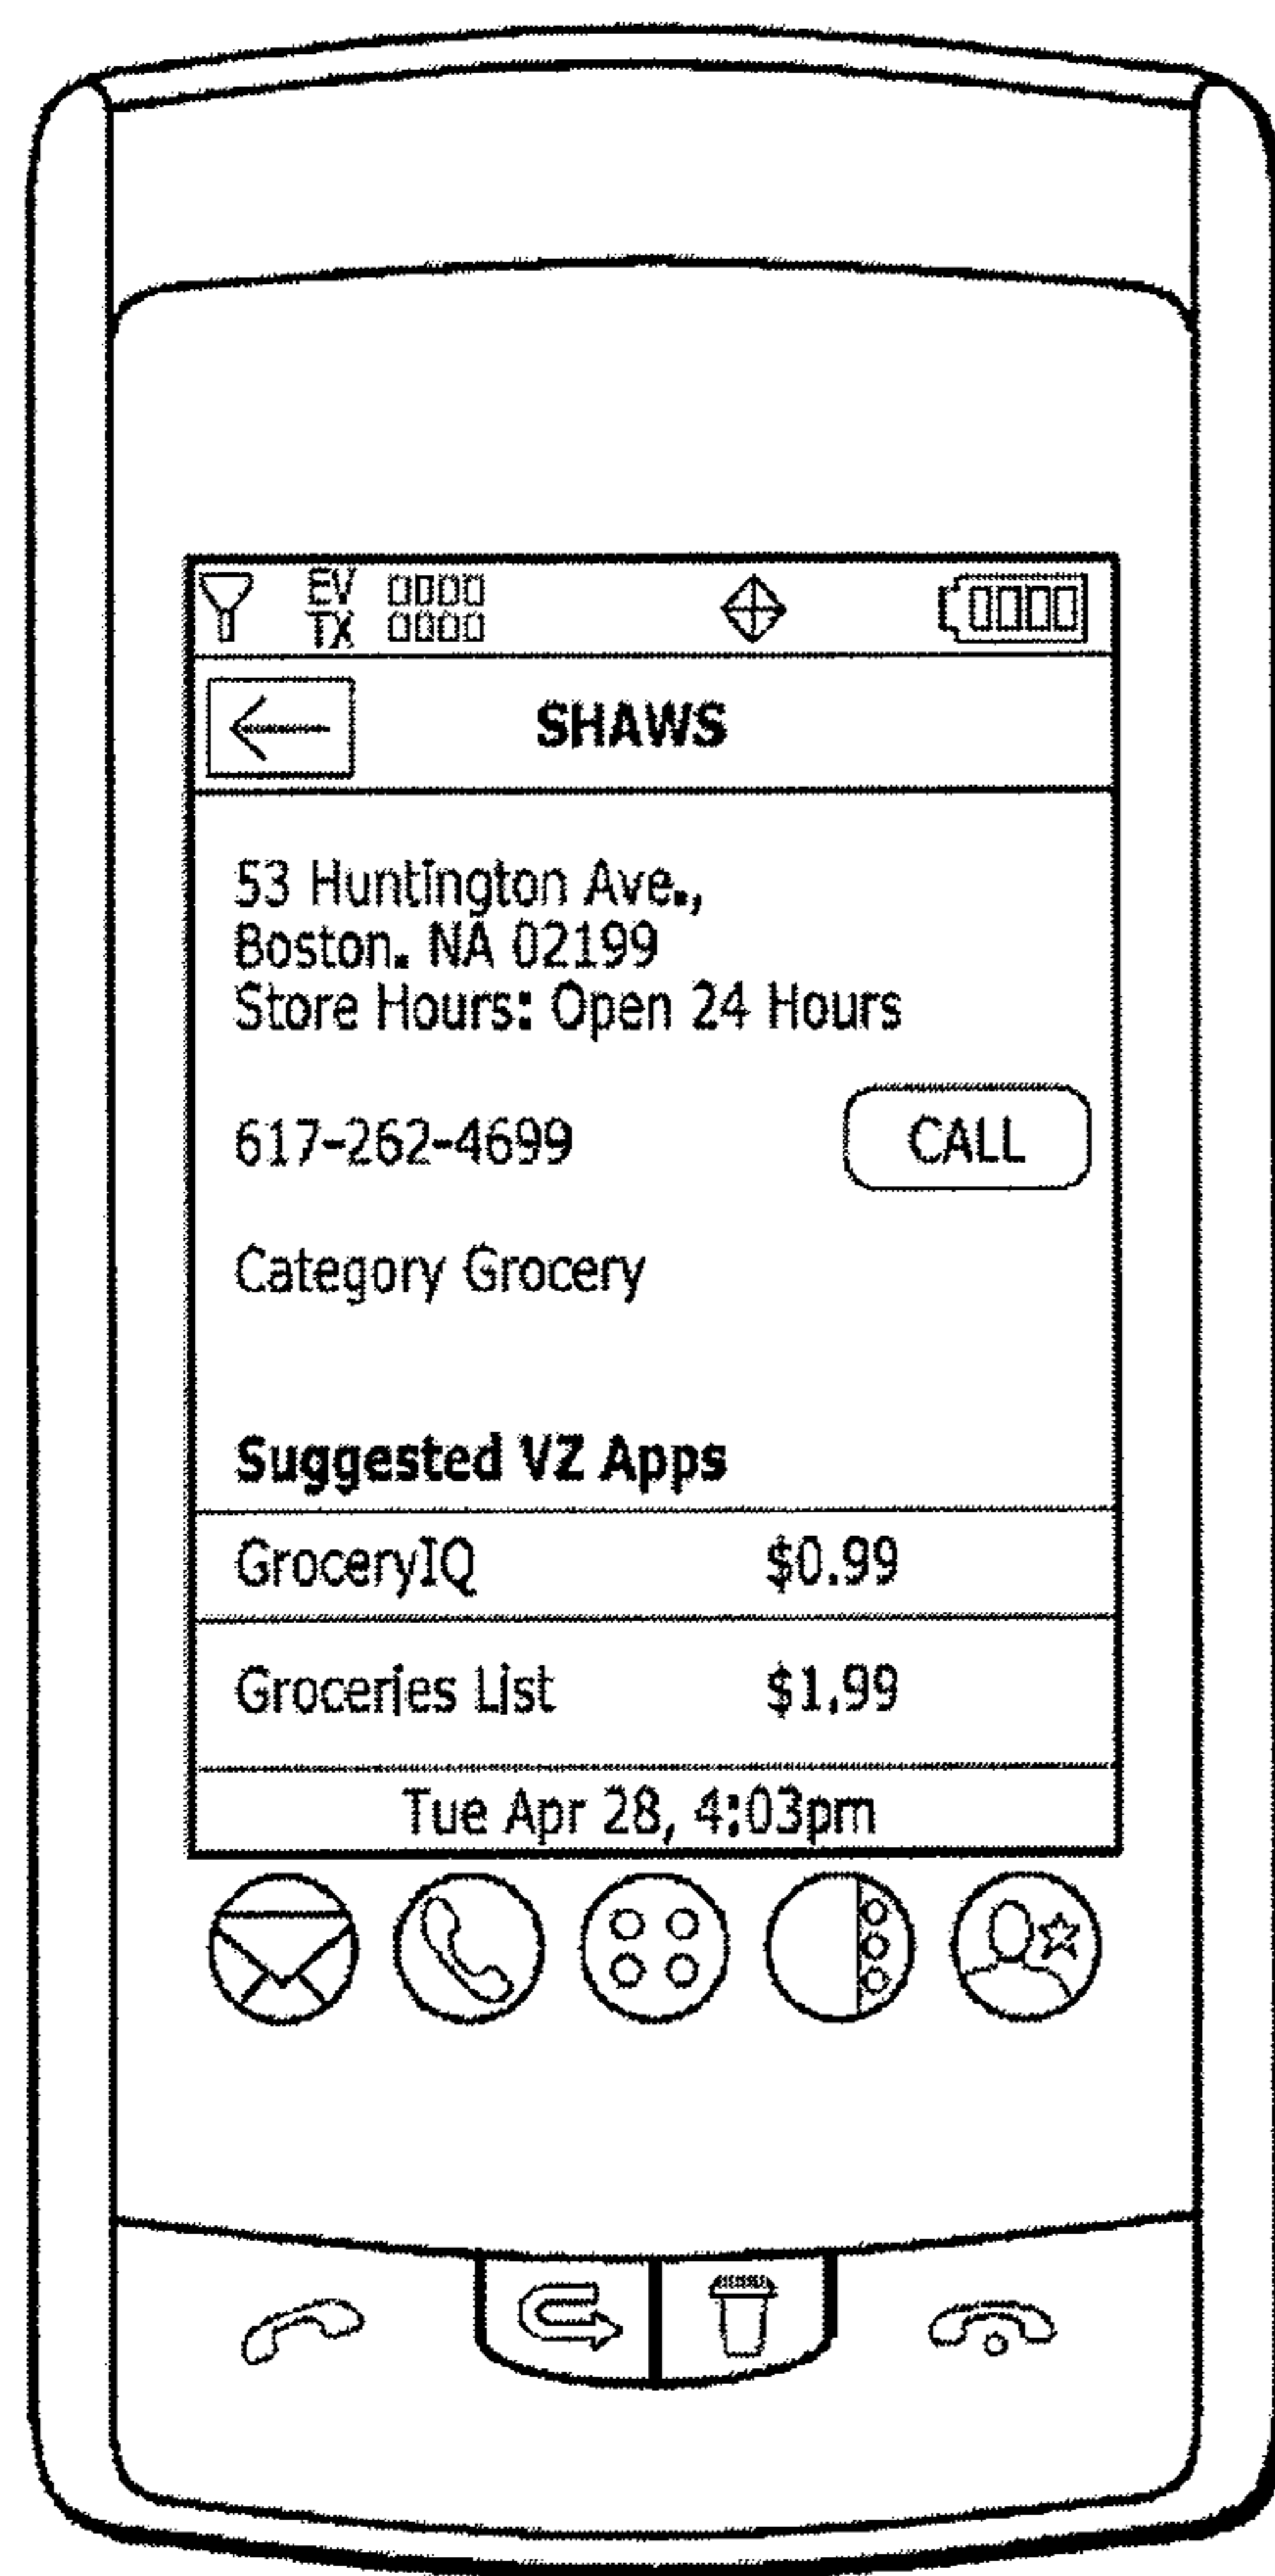 EV
TX
SHAWS
53 Huntington Ave.,
Boston. NA 02199
Store Hours: Open 24 Hours
617-262-4699 CALL
Category Grocery
Suggested VZ Apps
GroceryIQ $0.99
Groceries List $1.99
Tue Apr 28, 4:03pm